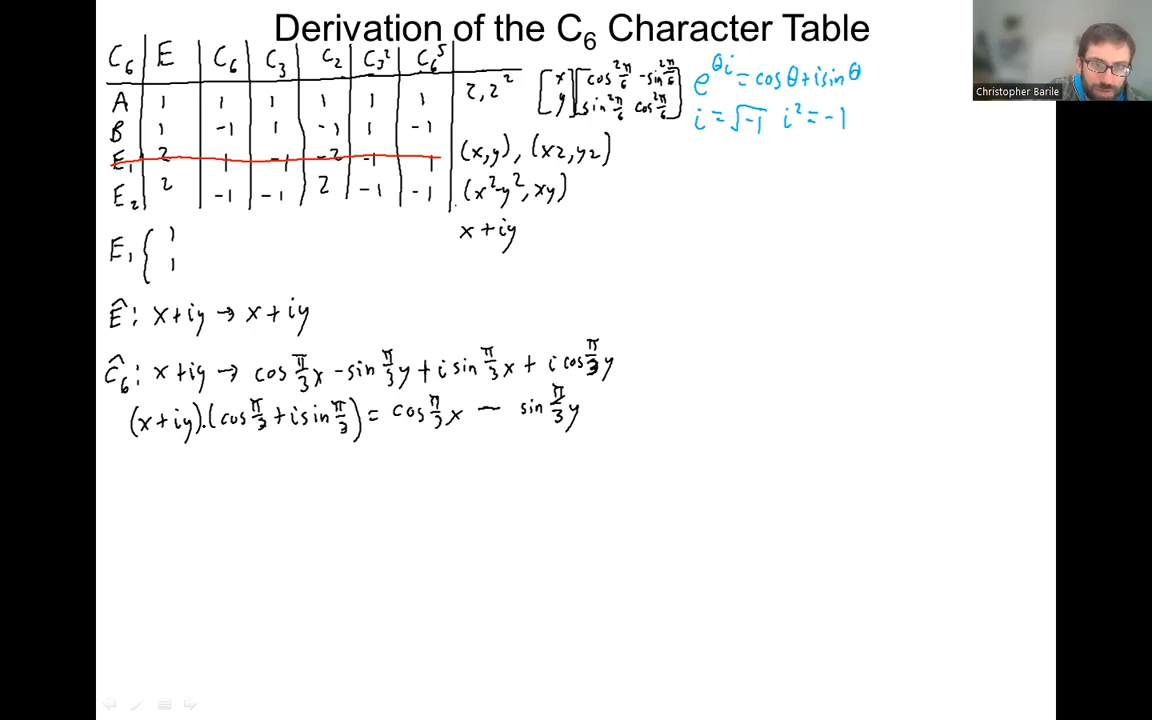 Derivation of the C₆ Character Table
Christopher Barile
C₆ E C₆ C₃ C₂ C₃² C₆⁵
A 1 1 1 1 1 1 z, z²
B 1 -1 1 -1 1 -1
E₁ 2 1 -1 -2 -1 1 (x,y), (xz,yz)
E₂ 2 -1 -1 2 -1 -1 (x²-y², xy)
[x y] [cos 2π/6 -sin 2π/6
sin 2π/6 cos 2π/6]
e^θi = cosθ + i sinθ
i = √-1 i² = -1
x + iy
E₁ { 1
1
Ê: x + iy → x + iy
Ĉ₆: x + iy → cos π/3 x - sin π/3 y + i sin π/3 x + i cos π/3 y
(x + iy)·(cos π/3 + i sin π/3) = cos π/3 x - sin π/3 y